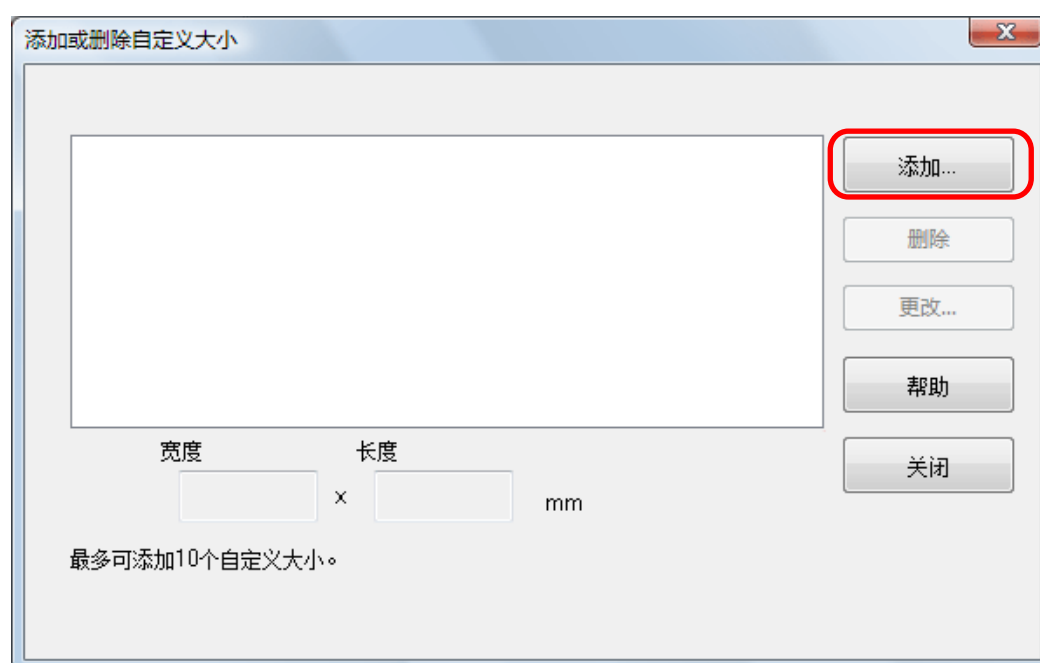 添加或删除自定义大小
添加...
删除
更改...
帮助
关闭
宽度 长度
x mm
最多可添加10个自定义大小。